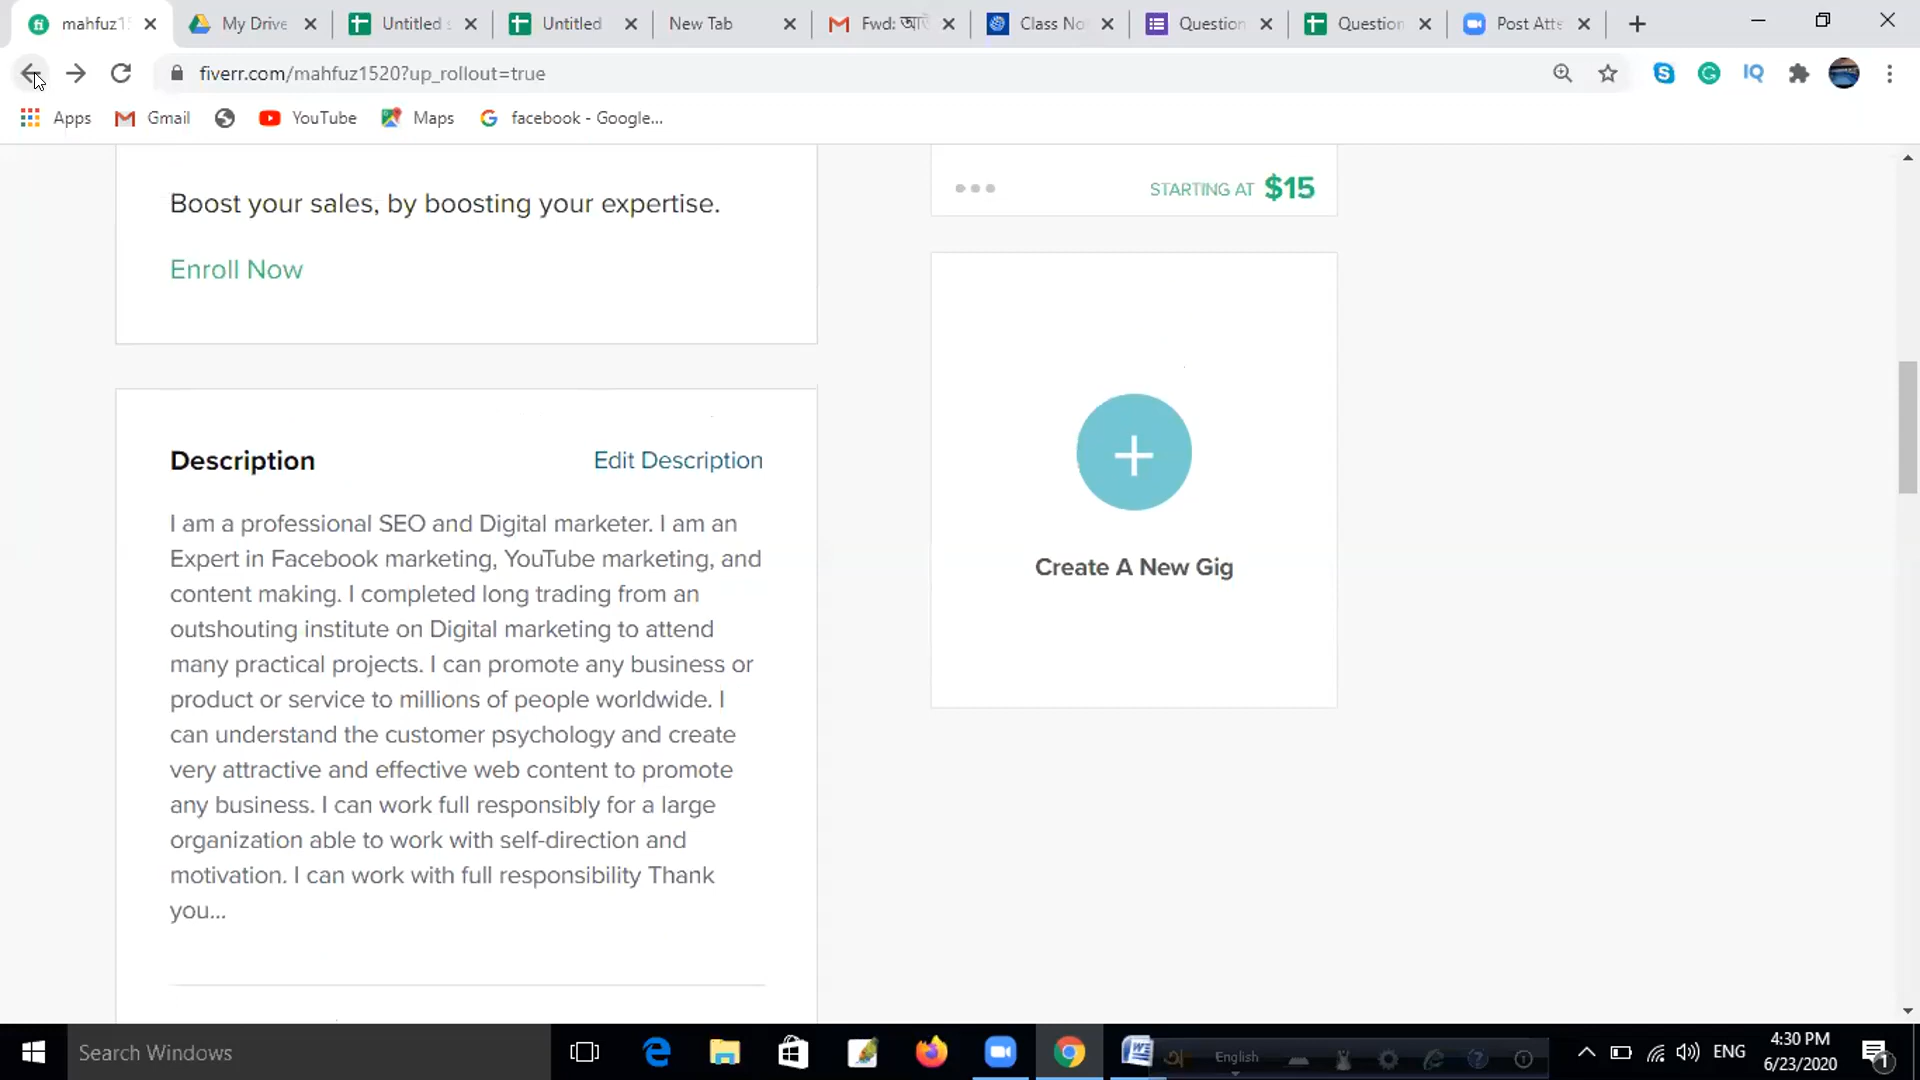 mahfuz1
My Drive
Untitled s
Untitled
New Tab
Fwd: আই
Class No
Question
Question
Post Atte
fiverr.com/mahfuz1520?up_rollout=true
Apps
Gmail
YouTube
Maps
facebook - Google...
Boost your sales, by boosting your expertise.
Enroll Now
STARTING AT $15
Create A New Gig
Description
Edit Description
I am a professional SEO and Digital marketer. I am an
Expert in Facebook marketing, YouTube marketing, and
content making. I completed long trading from an
outshouting institute on Digital marketing to attend
many practical projects. I can promote any business or
product or service to millions of people worldwide. I
can understand the customer psychology and create
very attractive and effective web content to promote
any business. I can work full responsibly for a large
organization able to work with self-direction and
motivation. I can work with full responsibility Thank
you...
Search Windows
English
ENG
4:30 PM
6/23/2020